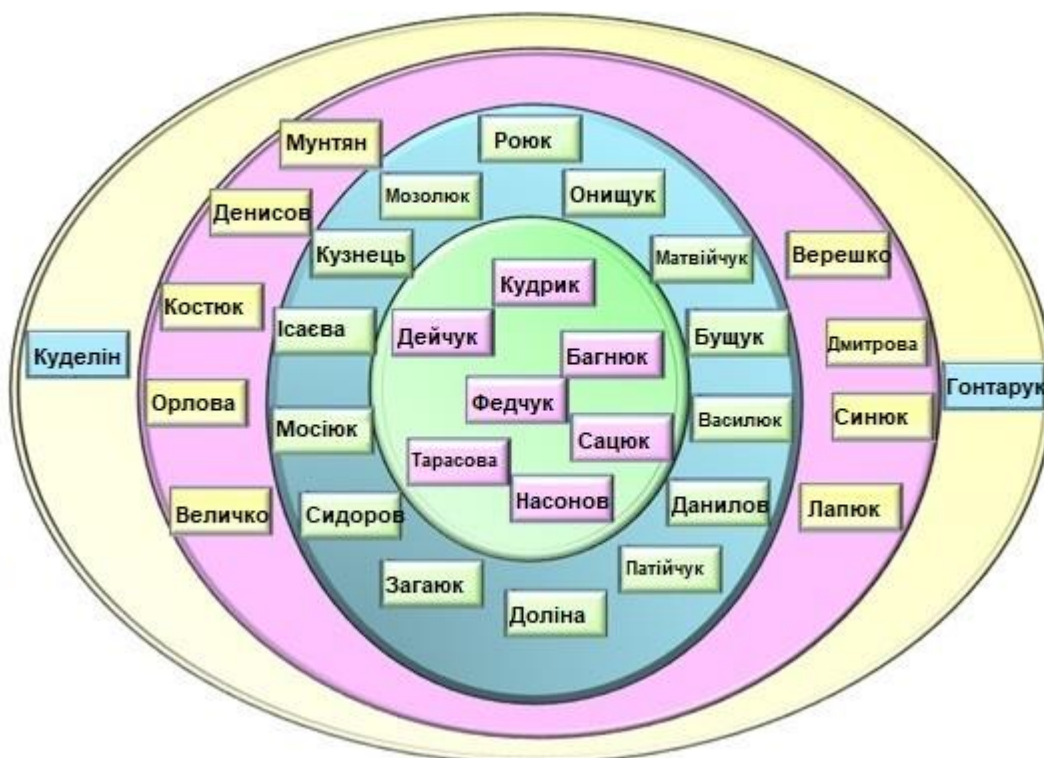 Мунтян
Роюк
Мозолюк
Онищук
Денисов
Кузнець
Матвійчук
Верешко
Кудрик
Костюк
Ісаєва
Дейчук
Бущук
Дмитрова
Куделін
Багнюк
Гонтарук
Орлова
Федчук
Василюк
Синюк
Мосіюк
Сацюк
Тарасова
Величко
Сидоров
Насонов
Данилов
Лапюк
Загаюк
Патійчук
Доліна